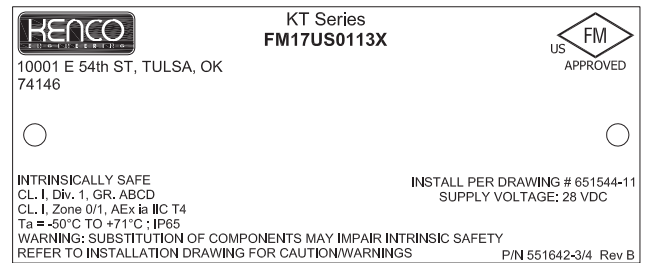 KENCO
ENGINEERING
10001 E 54th ST, TULSA, OK
74146
KT Series
FM17US0113X
FM
US
APPROVED
INTRINSICALLY SAFE
CL. I, Div. 1, GR. ABCD
CL. I, Zone 0/1, AEx ia IIC T4
Ta = -50°C TO +71°C ; IP65
INSTALL PER DRAWING # 651544-11
SUPPLY VOLTAGE: 28 VDC
WARNING: SUBSTITUTION OF COMPONENTS MAY IMPAIR INTRINSIC SAFETY
REFER TO INSTALLATION DRAWING FOR CAUTION/WARNINGS
P/N 551642-3/4 Rev B